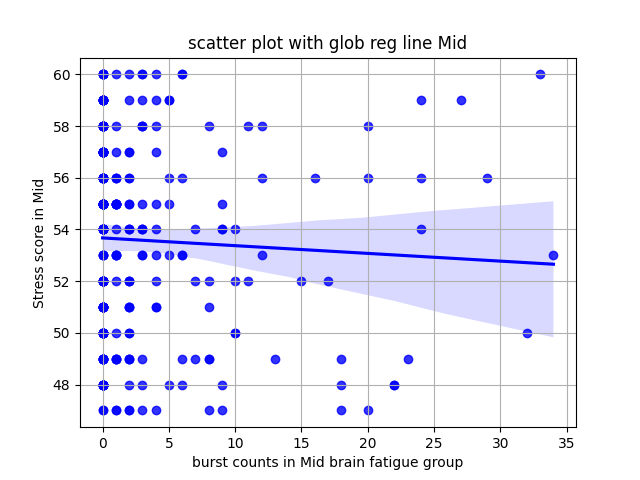 scatter plot with glob reg line Mid
60
58
56
54
52
50
48
Stress score in Mid
0 5 10 15 20 25 30 35
burst counts in Mid brain fatigue group